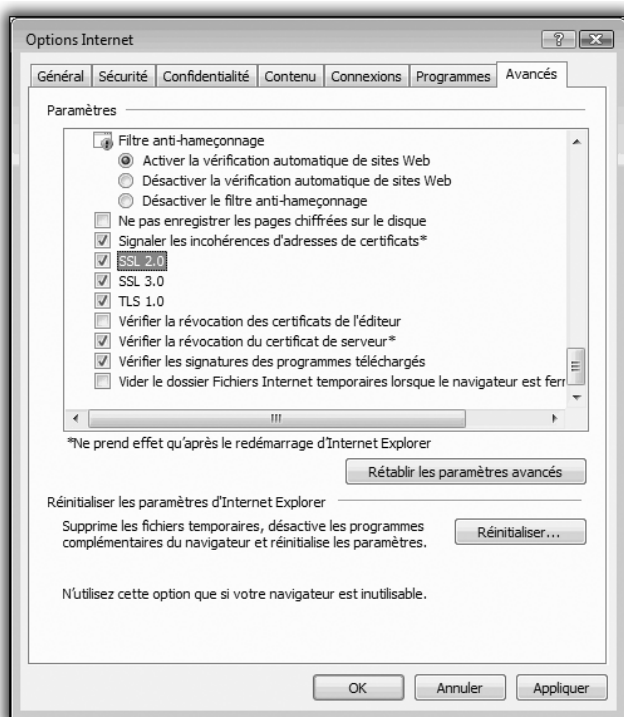 Options Internet
Général Sécurité Confidentialité Contenu Connexions Programmes Avancés
Paramètres
Filtre anti-hameçonnage
Activer la vérification automatique de sites Web
Désactiver la vérification automatique de sites Web
Désactiver le filtre anti-hameçonnage
Ne pas enregistrer les pages chiffrées sur le disque
Signaler les incohérences d'adresses de certificats*
SSL 2.0
SSL 3.0
TLS 1.0
Vérifier la révocation des certificats de l'éditeur
Vérifier la révocation du certificat de serveur*
Vérifier les signatures des programmes téléchargés
Vider le dossier Fichiers Internet temporaires lorsque le navigateur est ferr
*Ne prend effet qu'après le redémarrage d'Internet Explorer
Rétablir les paramètres avancés
Réinitialiser les paramètres d'Internet Explorer
Supprime les fichiers temporaires, désactive les programmes
complémentaires du navigateur et réinitialise les paramètres.
Réinitialiser...
N'utilisez cette option que si votre navigateur est inutilisable.
OK Annuler Appliquer